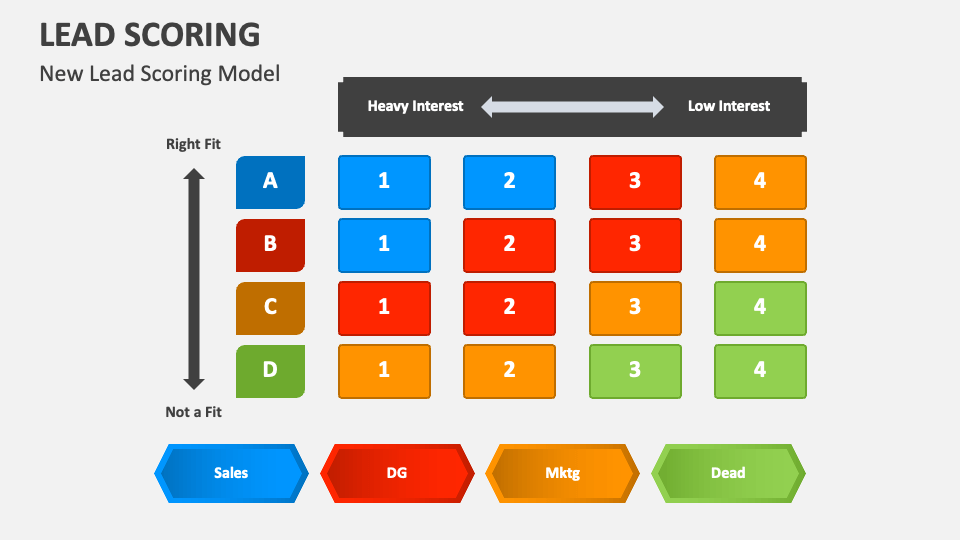 LEAD SCORING
New Lead Scoring Model
Heavy Interest Low Interest
Right Fit
A 1 2 3 4
B 1 2 3 4
C 1 2 3 4
D 1 2 3 4
Not a Fit
Sales DG Mktg Dead